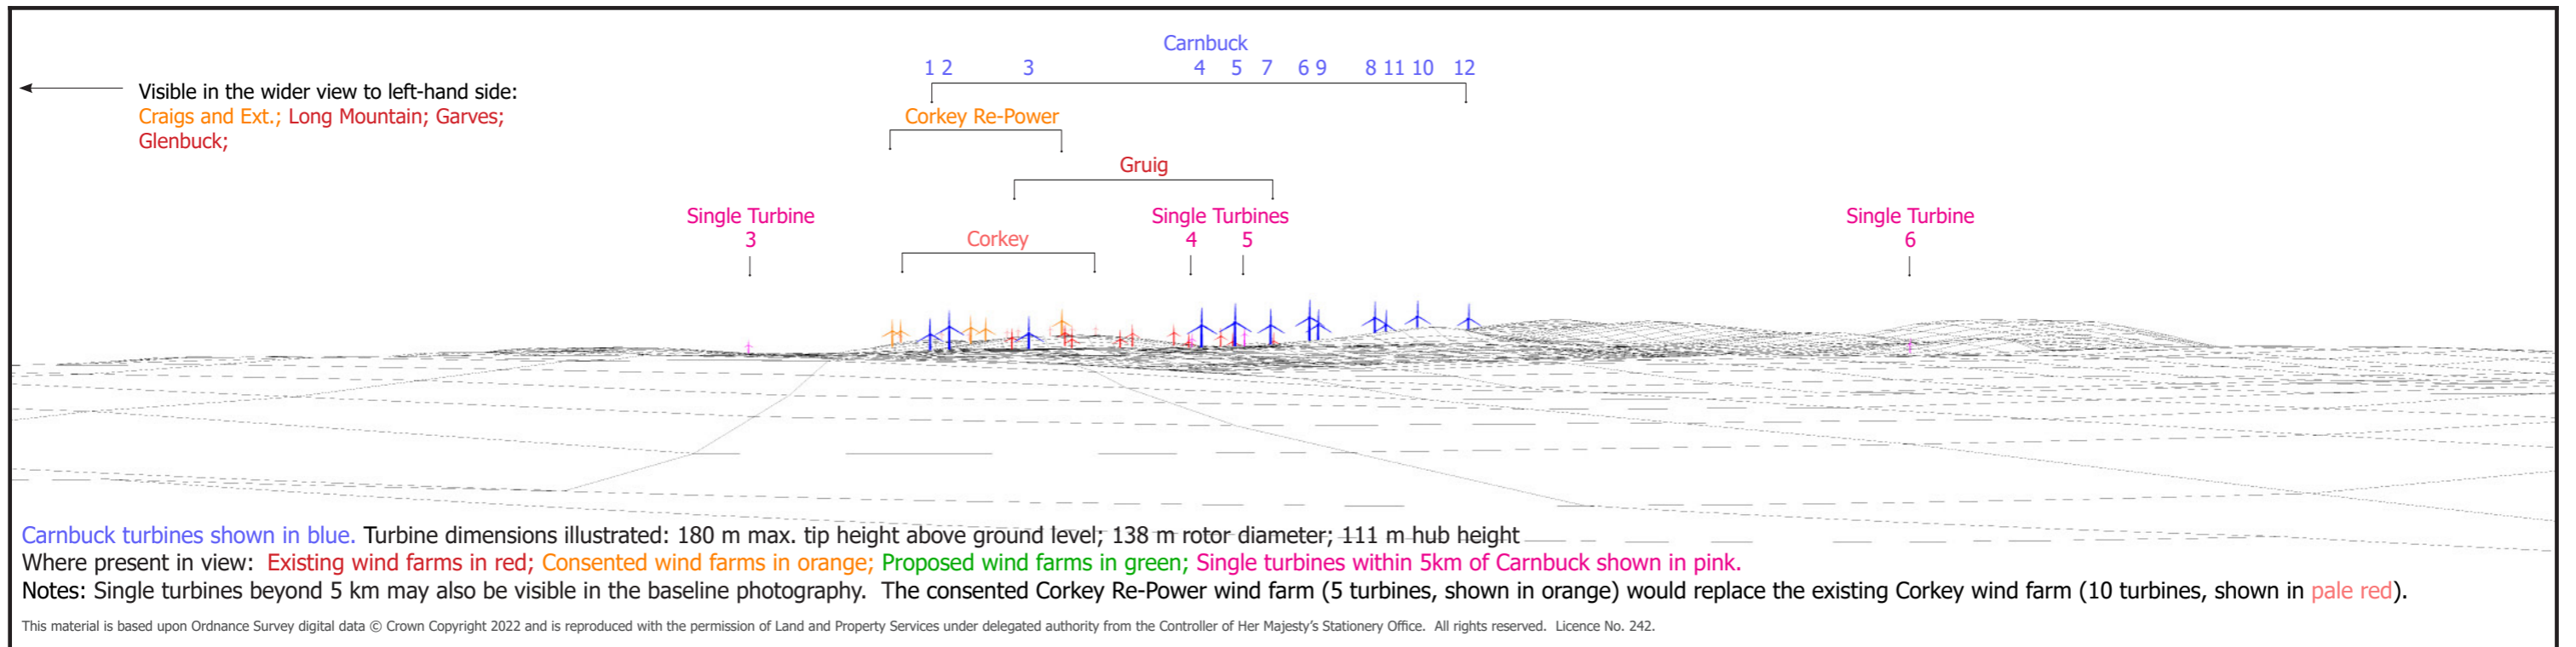 Carnbuck
1 2 3 4 5 7 6 9 8 11 10 12
Visible in the wider view to left-hand side:
Craigs and Ext.; Long Mountain; Garves;
Glenbuck;
Corkey Re-Power
Gruig
Single Turbine
3
Corkey
Single Turbines
4 5
Single Turbine
6
Carnbuck turbines shown in blue. Turbine dimensions illustrated: 180 m max. tip height above ground level; 138 m rotor diameter; 111 m hub height
Where present in view: Existing wind farms in red; Consented wind farms in orange; Proposed wind farms in green; Single turbines within 5km of Carnbuck shown in pink.
Notes: Single turbines beyond 5 km may also be visible in the baseline photography. The consented Corkey Re-Power wind farm (5 turbines, shown in orange) would replace the existing Corkey wind farm (10 turbines, shown in pale red).
This material is based upon Ordnance Survey digital data © Crown Copyright 2022 and is reproduced with the permission of Land and Property Services under delegated authority from the Controller of Her Majesty's Stationery Office. All rights reserved. Licence No. 242.